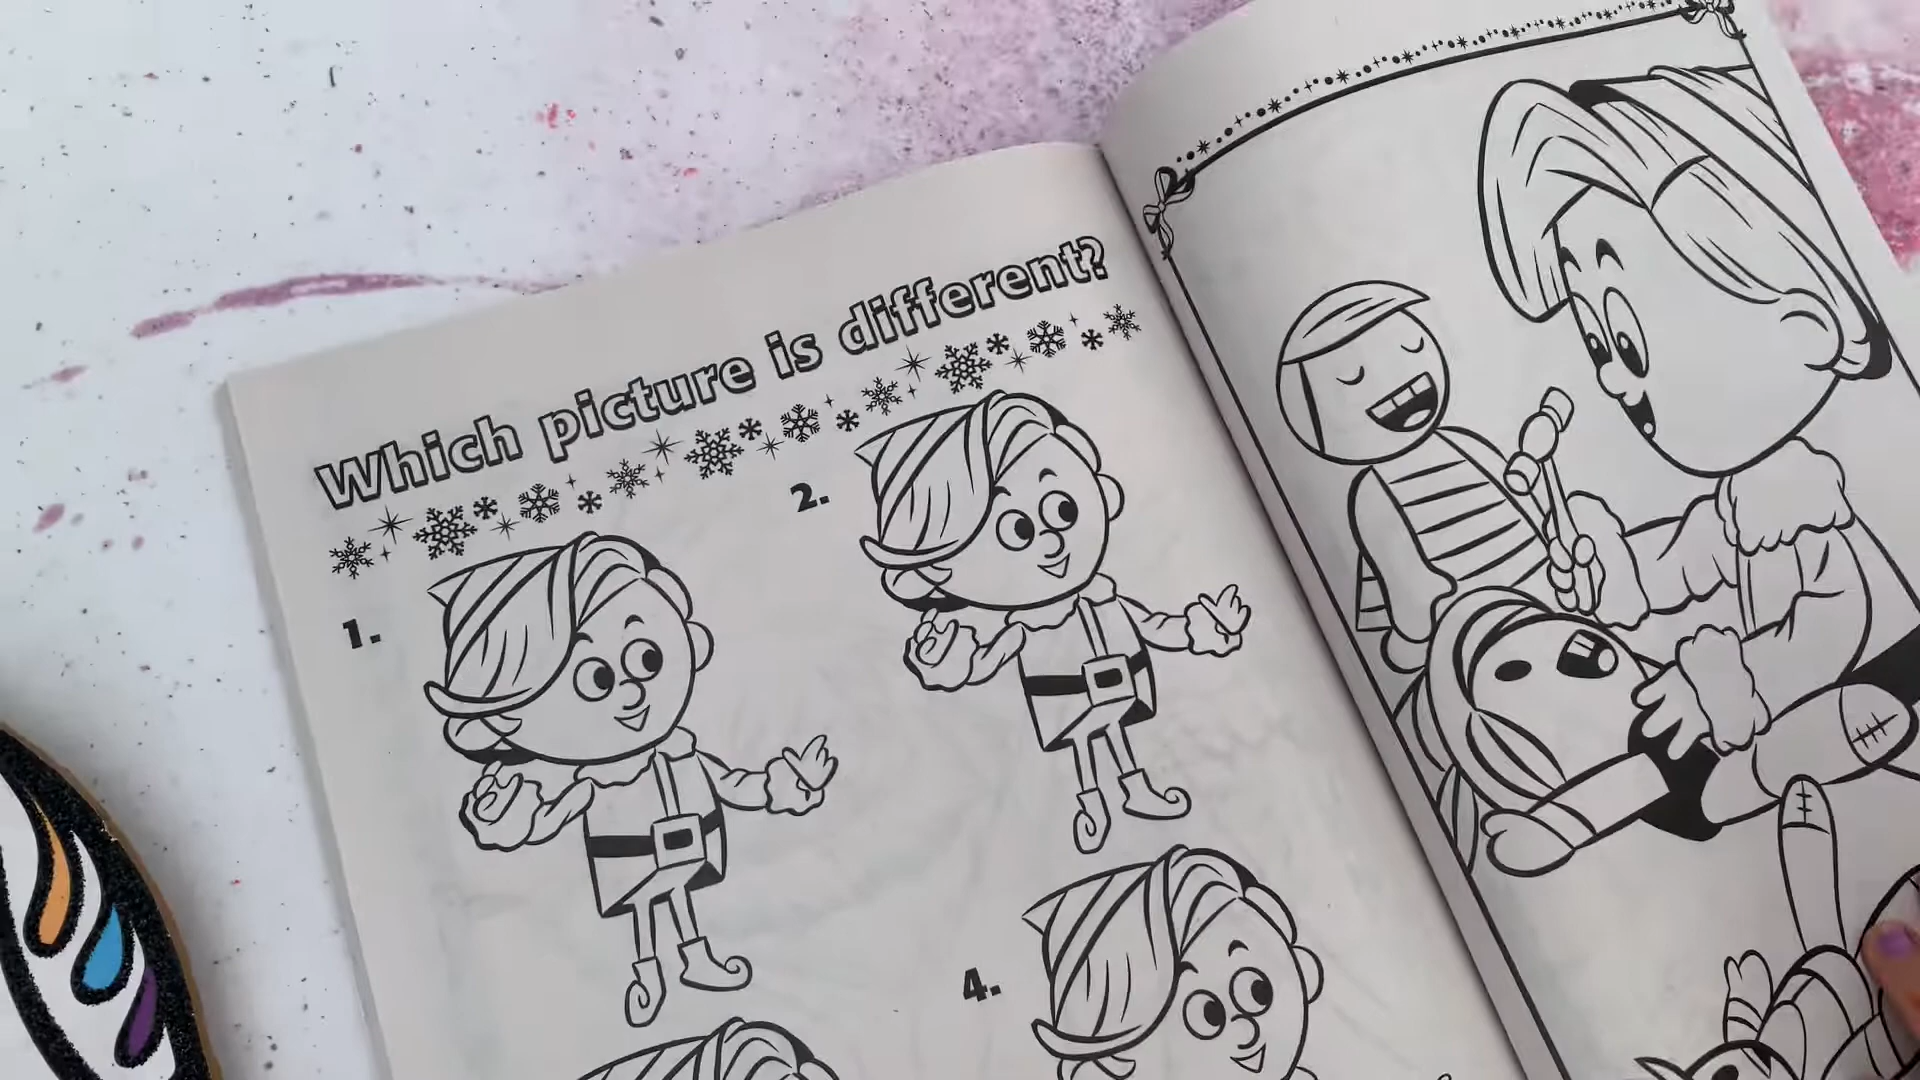 Which picture is different?
1.
2.
4.